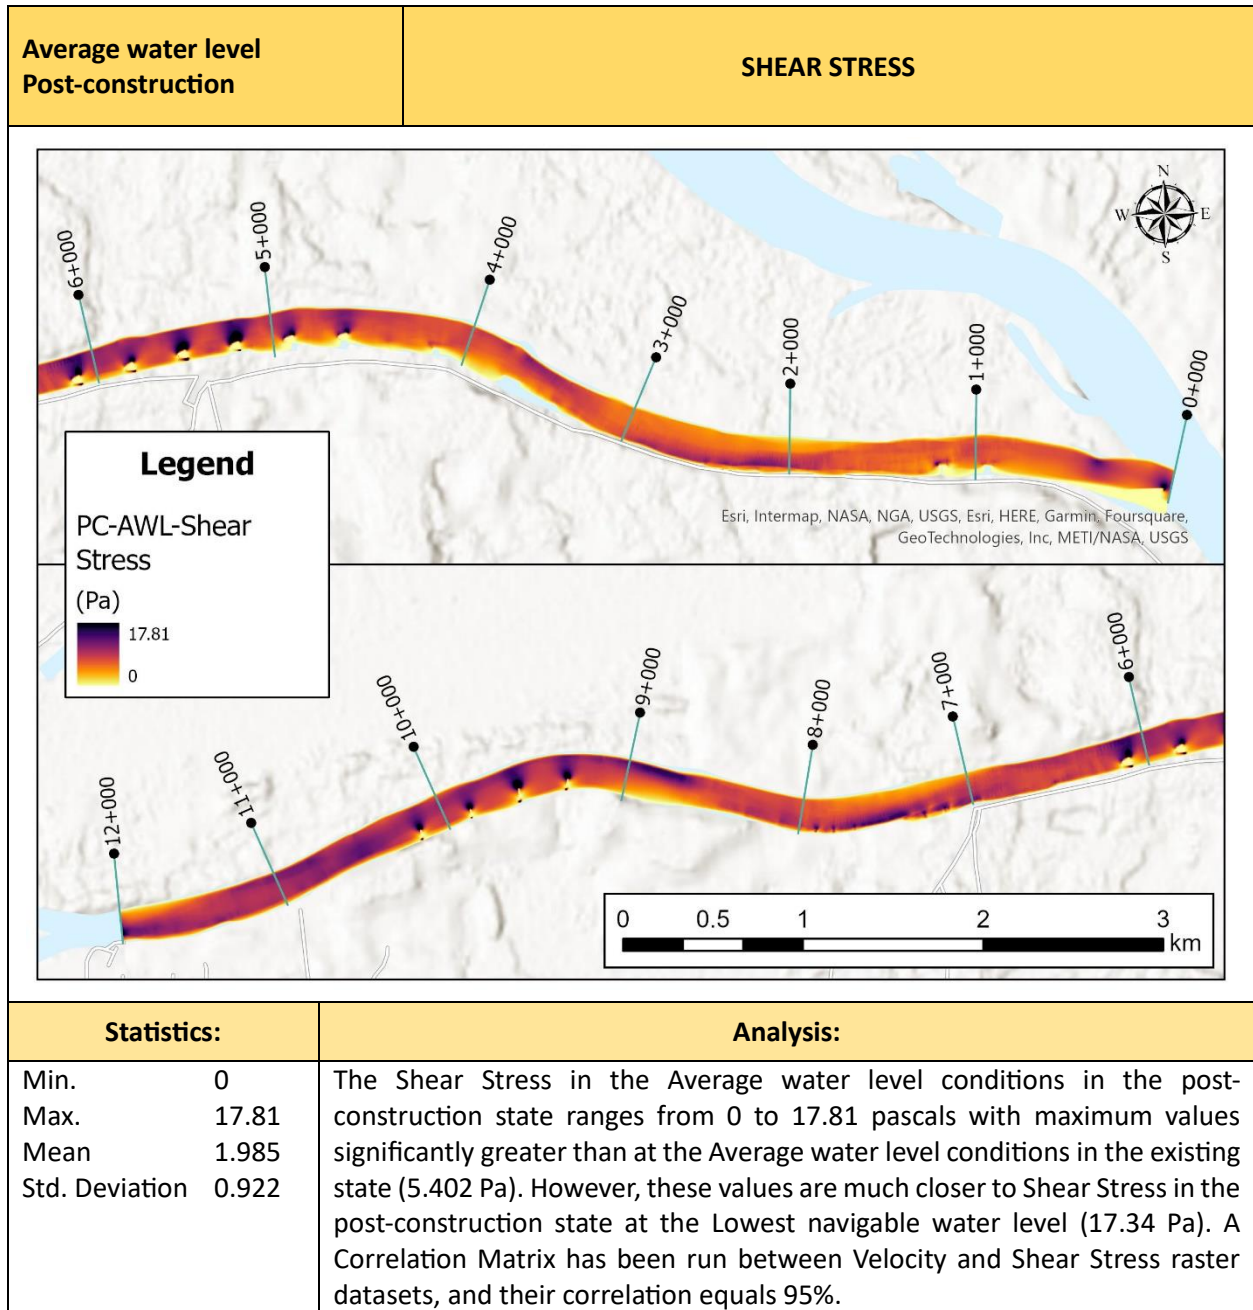 Average water level
Post-construction
SHEAR STRESS
N
W
E
S
6+000
5+000
4+000
3+000
2+000
1+000
0+000
Legend
PC-AWL-Shear
Stress
(Pa)
17.81
0
Esri, Intermap, NASA, NGA, USGS, Esri, HERE, Garmin, Foursquare,
GeoTechnologies, Inc, METI/NASA, USGS
12+000
11+000
10+000
9+000
8+000
7+000
6+000
0 0.5 1 2 3
km
Statistics:
Min. 0
Max. 17.81
Mean 1.985
Std. Deviation 0.922
Analysis:
The Shear Stress in the Average water level conditions in the post-
construction state ranges from 0 to 17.81 pascals with maximum values
significantly greater than at the Average water level conditions in the existing
state (5.402 Pa). However, these values are much closer to Shear Stress in the
post-construction state at the Lowest navigable water level (17.34 Pa). A
Correlation Matrix has been run between Velocity and Shear Stress raster
datasets, and their correlation equals 95%.